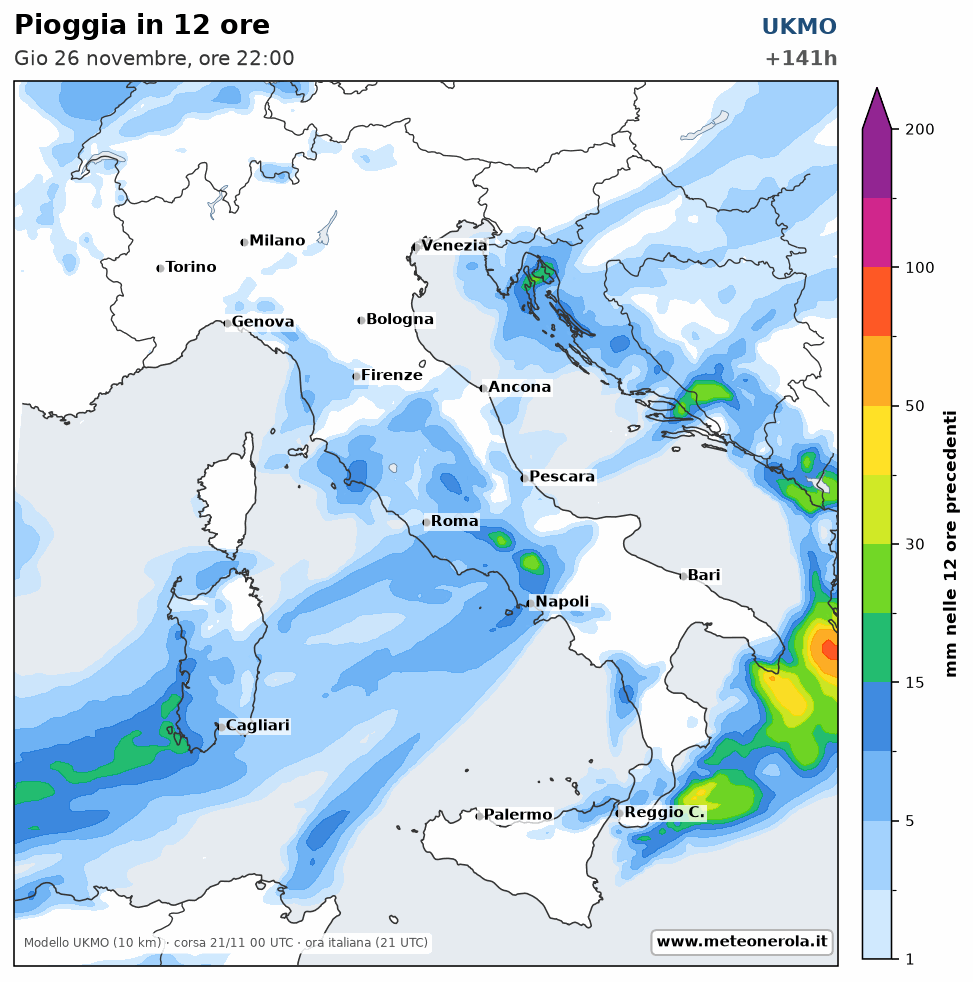 Pioggia in 12 ore
UKMO
Gio 26 novembre, ore 22:00
+141h
200
100
50
30
15
5
1
mm nelle 12 ore precedenti
Milano
Venezia
Torino
Genova
Bologna
Firenze
Ancona
Pescara
Roma
Bari
Napoli
Cagliari
Palermo
Reggio C.
Modello UKMO (10 km) · corsa 21/11 00 UTC · ora italiana (21 UTC)
www.meteonerola.it